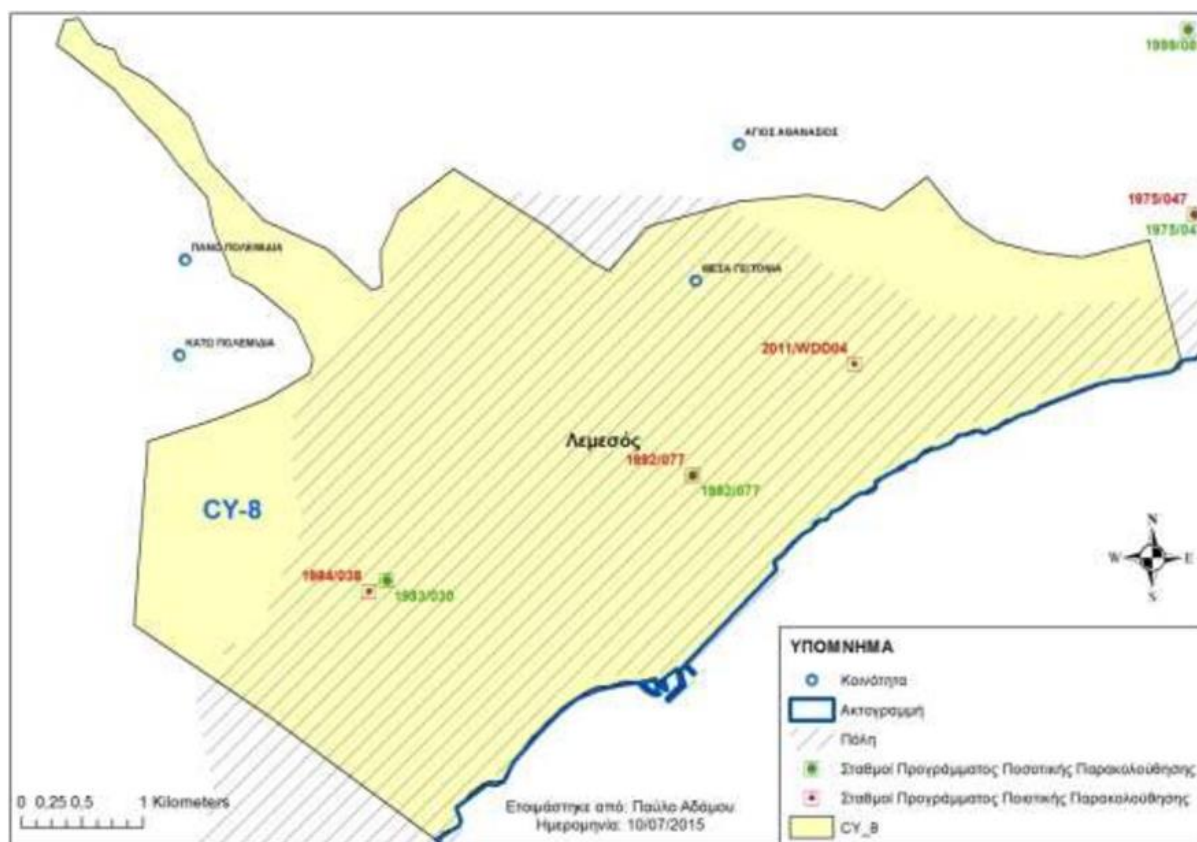 1999/08
ΑΓΙΟΣ ΑΘΑΝΑΣΙΟΣ
1975/047
1975/04
ΠΑΝΩ ΠΟΛΕΜΙΔΙΑ
ΜΕΣΑ ΓΕΙΤΟΝΙΑ
ΚΑΤΩ ΠΟΛΕΜΙΔΙΑ
2011/WDD04
Λεμεσός
1982/077
1982/077
CY-8
1984/038
1983/030
N
W E
S
ΥΠΟΜΝΗΜΑ
Κοινότητα
Ακτογραμμή
Πόλη
Σταθμοί Προγράμματος Ποσοτικής Παρακολούθησης
Σταθμοί Προγράμματος Ποιοτικής Παρακολούθησης
CY_8
0 0,25 0,5 1 Kilometers
Ετοιμάστηκε από: Παύλο Αδάμου
Ημερομηνία: 10/07/2015